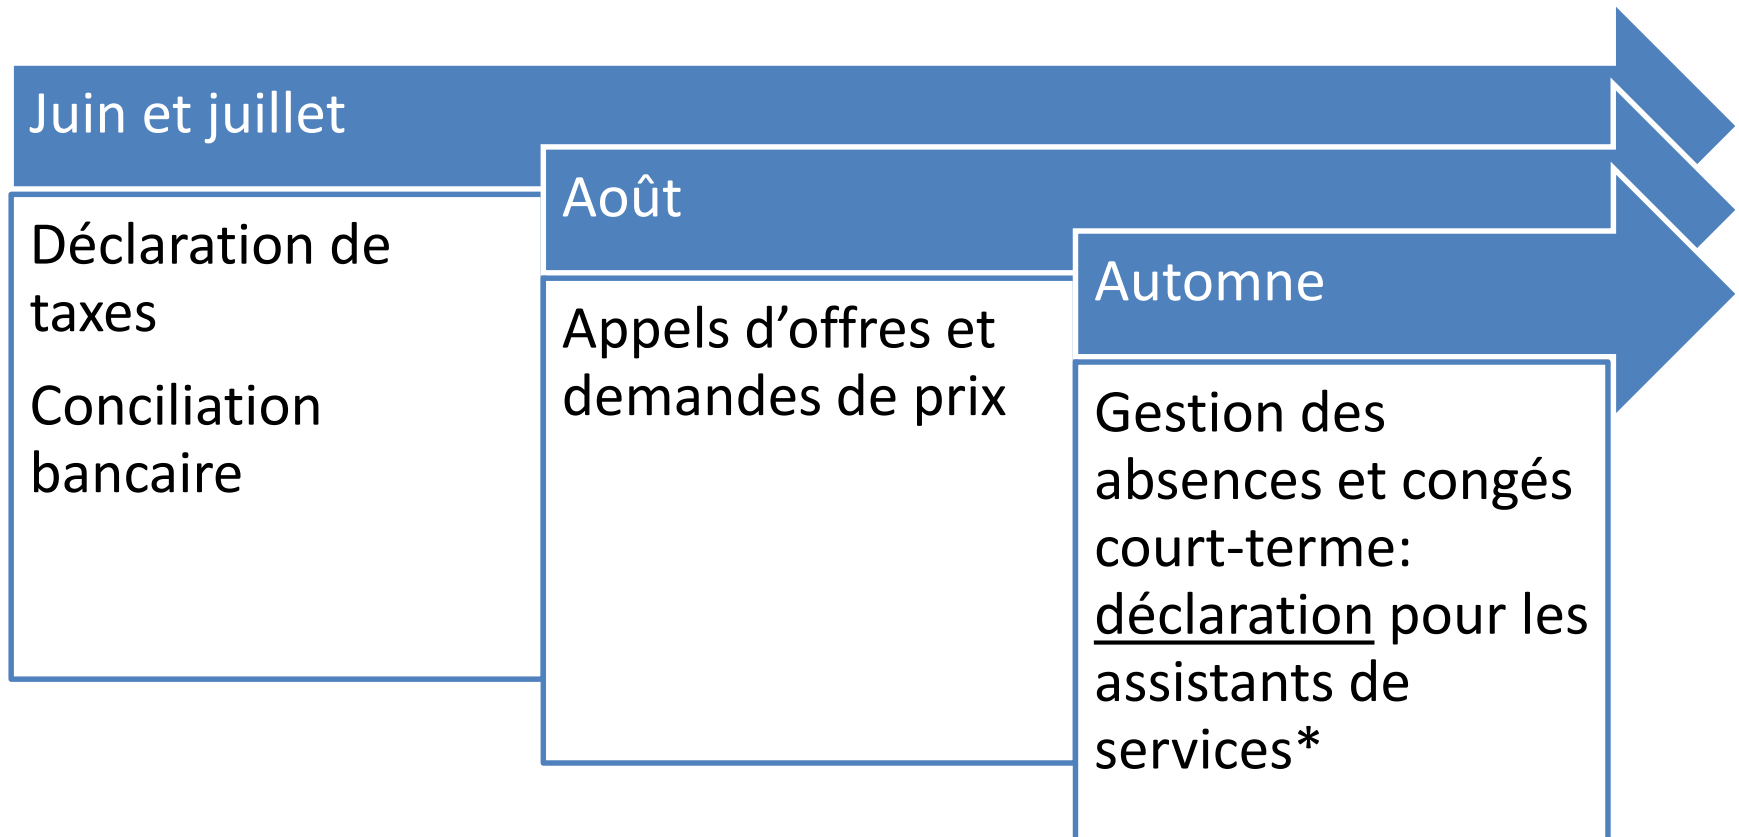 Juin et juillet
Déclaration de
taxes
Conciliation
bancaire
Août
Appels d’offres et
demandes de prix
Automne
Gestion des
absences et congés
court-terme:
déclaration pour les
assistants de
services*